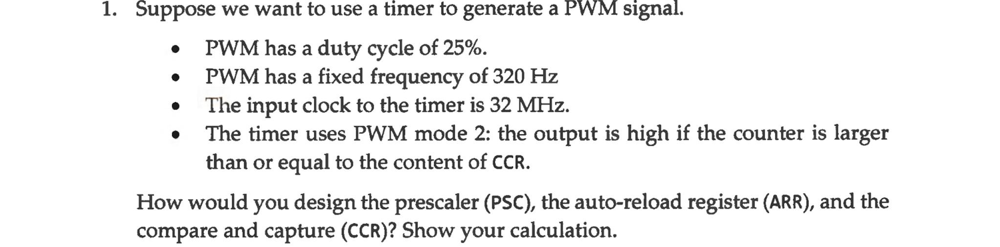 1. Suppose we want to use a timer to generate a PWM signal.
• PWM has a duty cycle of 25%.
• PWM has a fixed frequency of 320 Hz
• The input clock to the timer is 32 MHz.
• The timer uses PWM mode 2: the output is high if the counter is larger
than or equal to the content of CCR.
How would you design the prescaler (PSC), the auto-reload register (ARR), and the
compare and capture (CCR)? Show your calculation.